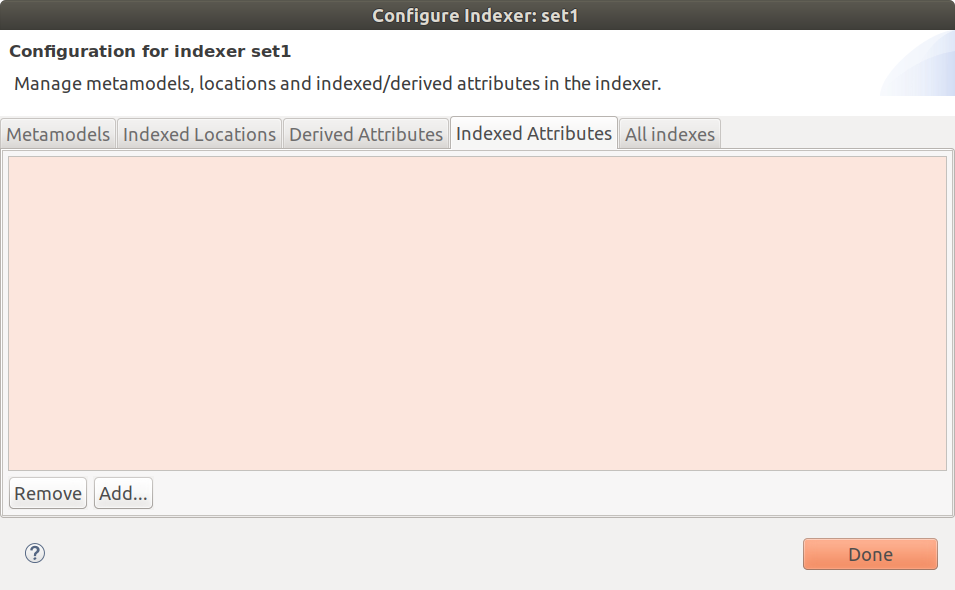 Configure Indexer: set1
Configuration for indexer set1
Manage metamodels, locations and indexed/derived attributes in the indexer.
Metamodels Indexed Locations Derived Attributes Indexed Attributes All indexes
Remove Add...
? Done